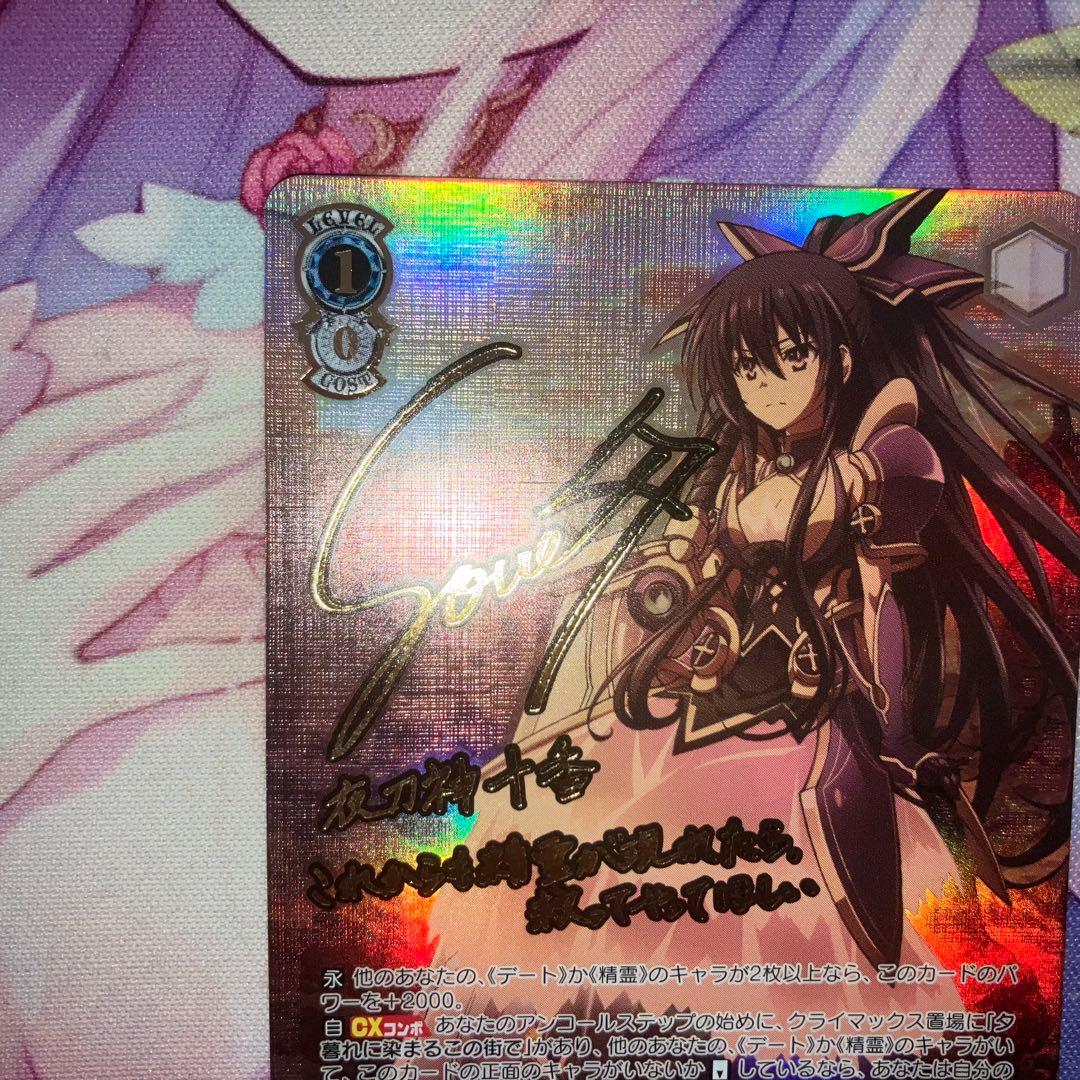 LEVEL
1
0
COST
夜刀神十香
これからも精霊が現れたら、
救ってやってほしい
永 他のあなたの、《デート》か《精霊》のキャラが2枚以上なら、このカードのパ
ワーを+2000。
自 CXコンボ あなたのアンコールステップの始めに、クライマックス置場に「夕
暮れに染まるこの街で」があり、他のあなたの、《デート》か《精霊》のキャラがい
て、このカードの正面のキャラがいないか ▼ しているなら、あなたは自分の